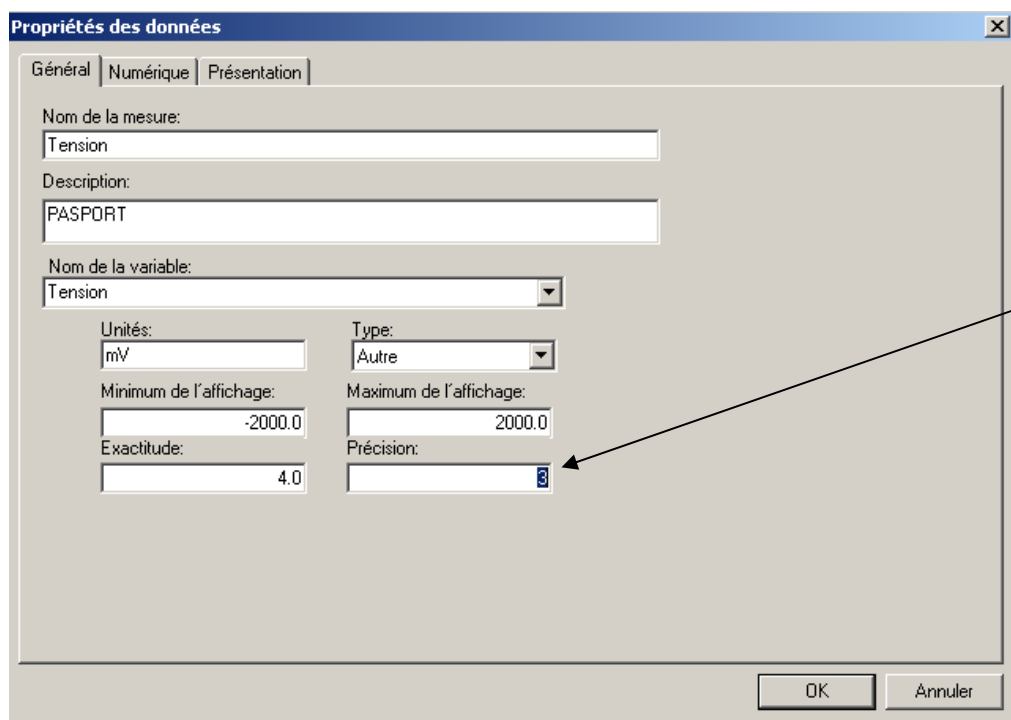 Propriétés des données
Général Numérique Présentation
Nom de la mesure:
Tension
Description:
PASPORT
Nom de la variable:
Tension
Unités: Type:
mV Autre
Minimum de l'affichage: Maximum de l'affichage:
-2000.0 2000.0
Exactitude: Précision:
4.0 3
OK Annuler